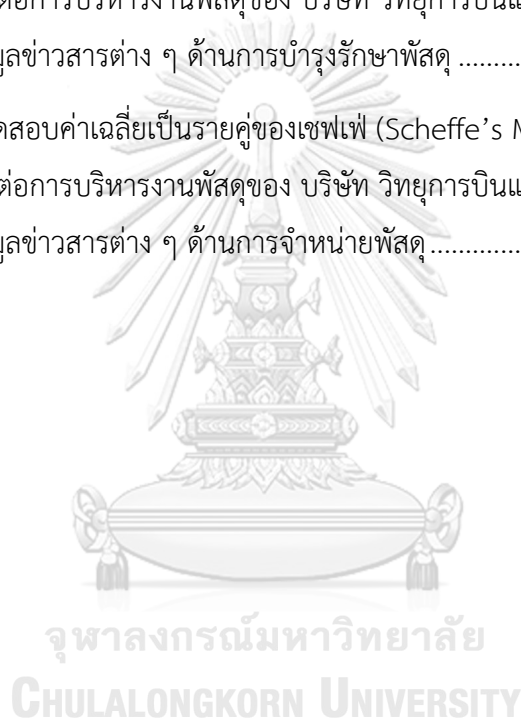 ต่อการบริหารงานพัสดุของ บริษัท วิทยุการบินแ
มูลข่าวสารต่าง ๆ ด้านการบำรุงรักษาพัสดุ .........
ดสอบค่าเฉลี่ยเป็นรายคู่ของเชฟเฟ่ (Scheffe's M
ต่อการบริหารงานพัสดุของ บริษัท วิทยุการบินแ
มูลข่าวสารต่าง ๆ ด้านการจำหน่ายพัสดุ..............
จุฬาลงกรณ์มหาวิทยาลัย
CHULALONGKORN UNIVERSITY